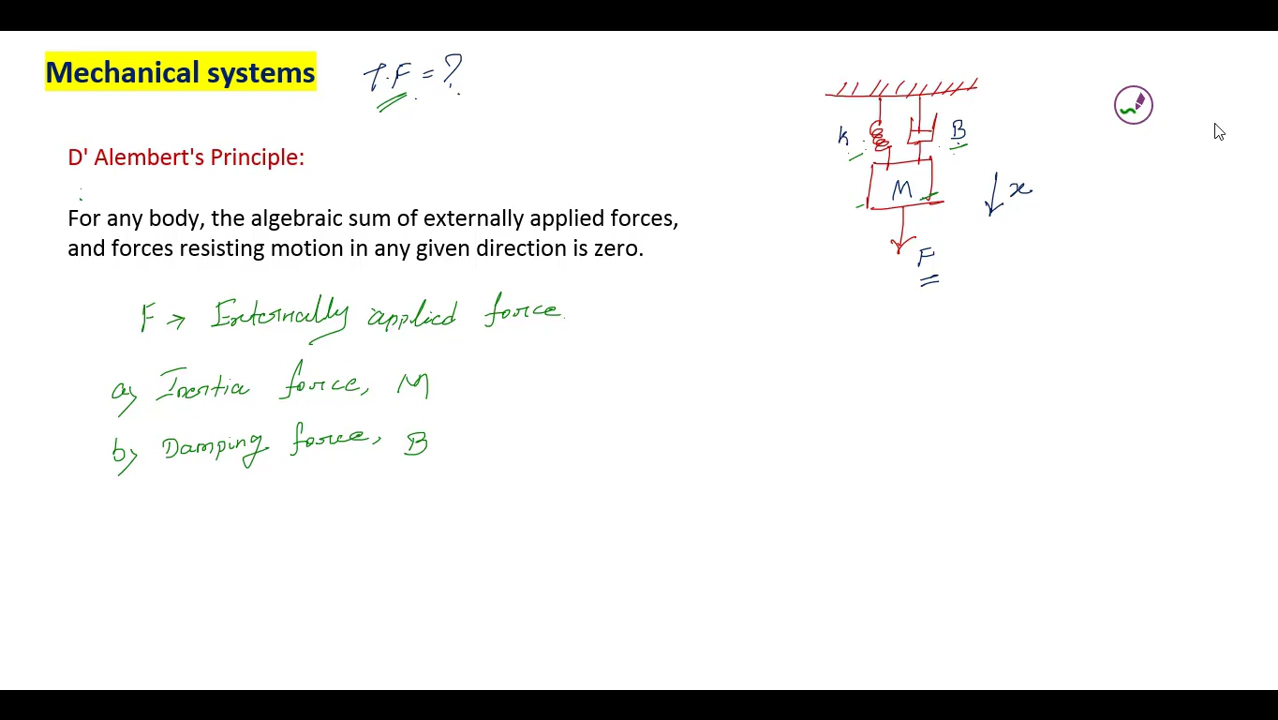 Mechanical systems
T.F = ?
D' Alembert's Principle:
For any body, the algebraic sum of externally applied forces,
and forces resisting motion in any given direction is zero.
F → Externally applied force
a) Inertia force, M
b) Damping force, B
K
B
M
x
F